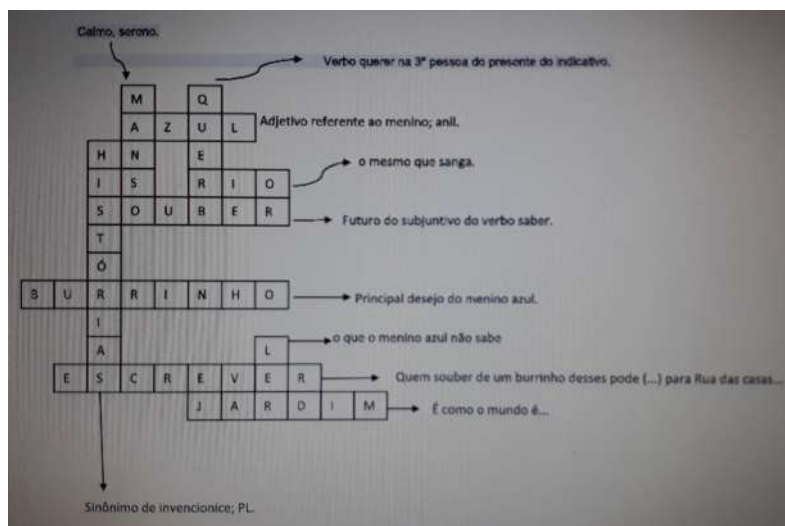 Calmo, sereno.
Verbo querer na 3ª pessoa do presente do indicativo.
M Q
A Z U L Adjetivo referente ao menino; anil.
H N E
o mesmo que sanga.
I S R I O
S O U B E R Futuro do subjuntivo do verbo saber.
T
Ó
B U R R I N H O Principal desejo do menino azul.
I
o que o menino azul não sabe
A L
E S C R E V E R Quem souber de um burrinho desses pode (...) para Rua das casas...
J A R D I M É como o mundo é...
Sinônimo de invencionice; PL.